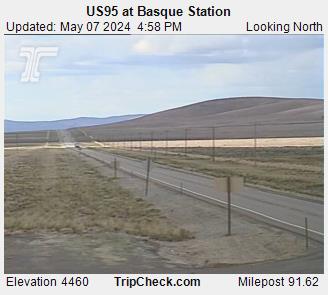 US95 at Basque Station
Updated: May 07 2024 4:58 PM Looking North
Elevation 4460 TripCheck.com Milepost 91.62